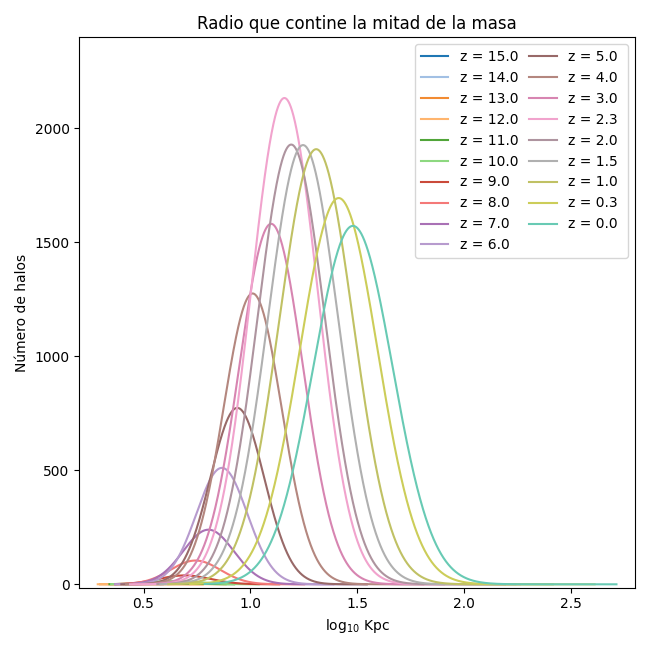 Radio que contine la mitad de la masa
z = 15.0
z = 14.0
z = 13.0
z = 12.0
z = 11.0
z = 10.0
z = 9.0
z = 8.0
z = 7.0
z = 6.0
z = 5.0
z = 4.0
z = 3.0
z = 2.3
z = 2.0
z = 1.5
z = 1.0
z = 0.3
z = 0.0
Número de halos
2000
1500
1000
500
0
0.5 1.0 1.5 2.0 2.5
log₁₀ Kpc